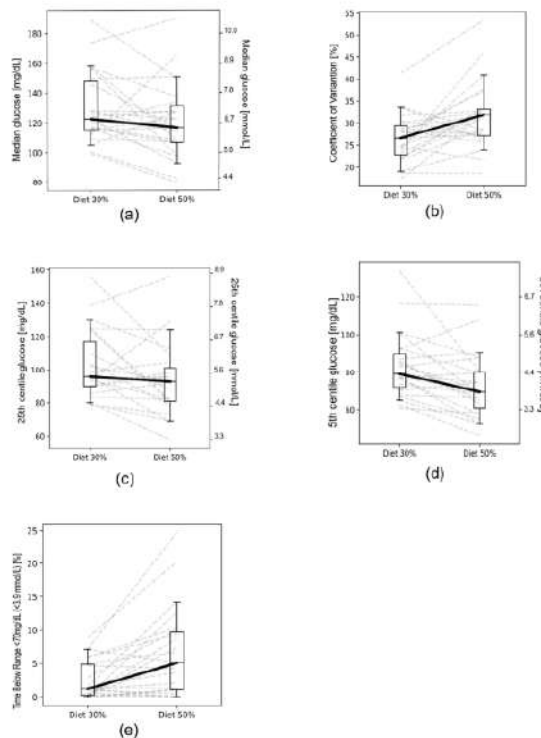 Median glucose [mg/dL]
180
160
140
120
100
80
10.0
8.9
7.8
6.7
5.0
4.4
Median glucose [mmol/L]
Diet 30%
Diet 50%
(a)
Coefficient of Variantion [%]
55
50
45
40
35
30
25
20
Diet 30%
Diet 50%
(b)
25th centile glucose [mg/dL]
160
140
120
100
80
60
8.9
7.8
6.7
5.6
4.4
3.3
25th centile glucose [mmol/L]
Diet 30%
Diet 50%
(c)
5th centile glucose [mg/dL]
120
100
80
60
6.7
5.6
4.4
3.3
Diet 30%
Diet 50%
(d)
Time Below Range <70mg/dL (<3.9 mmol/L) [%]
25
20
15
10
5
0
Diet 30%
Diet 50%
(e)